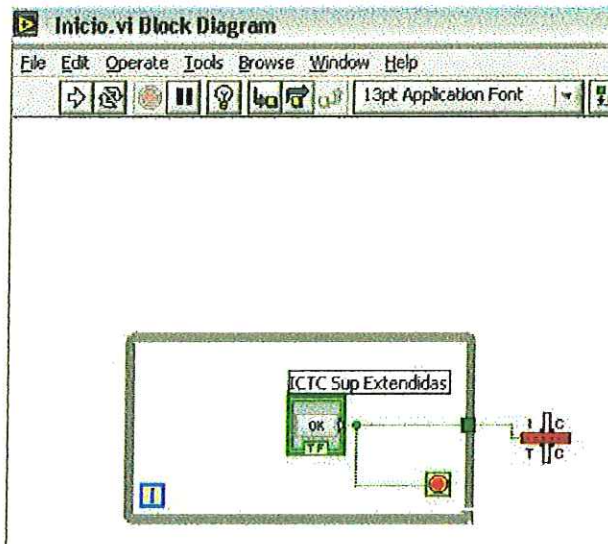 Inicio.vi Block Diagram
File Edit Operate Tools Browse Window Help
13pt Application Font
ICTC Sup Extendidas
OK
TF
I C
T C
i